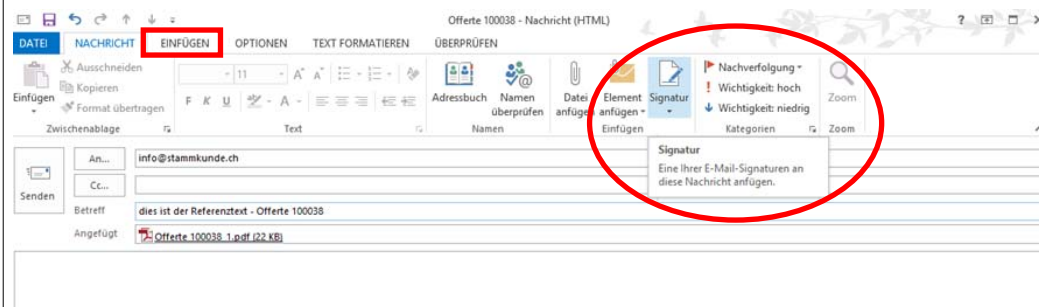 Offerte 100038 - Nachricht (HTML)
DATEI NACHRICHT EINFÜGEN OPTIONEN TEXT FORMATIEREN ÜBERPRÜFEN
Einfügen
Ausschneiden
Kopieren
Format übertragen
Zwischenablage
11
F K U
Text
Adressbuch
Namen überprüfen
Namen
Datei anfügen
Element anfügen
Signatur
Einfügen
Nachverfolgung
Wichtigkeit: hoch
Wichtigkeit: niedrig
Kategorien
Zoom
Zoom
Signatur
Eine Ihrer E-Mail-Signaturen an
diese Nachricht anfügen.
Senden
An... info@stammkunde.ch
Cc...
Betreff dies ist der Referenztext - Offerte 100038
Angefügt Offerte 100038_1.pdf (22 KB)